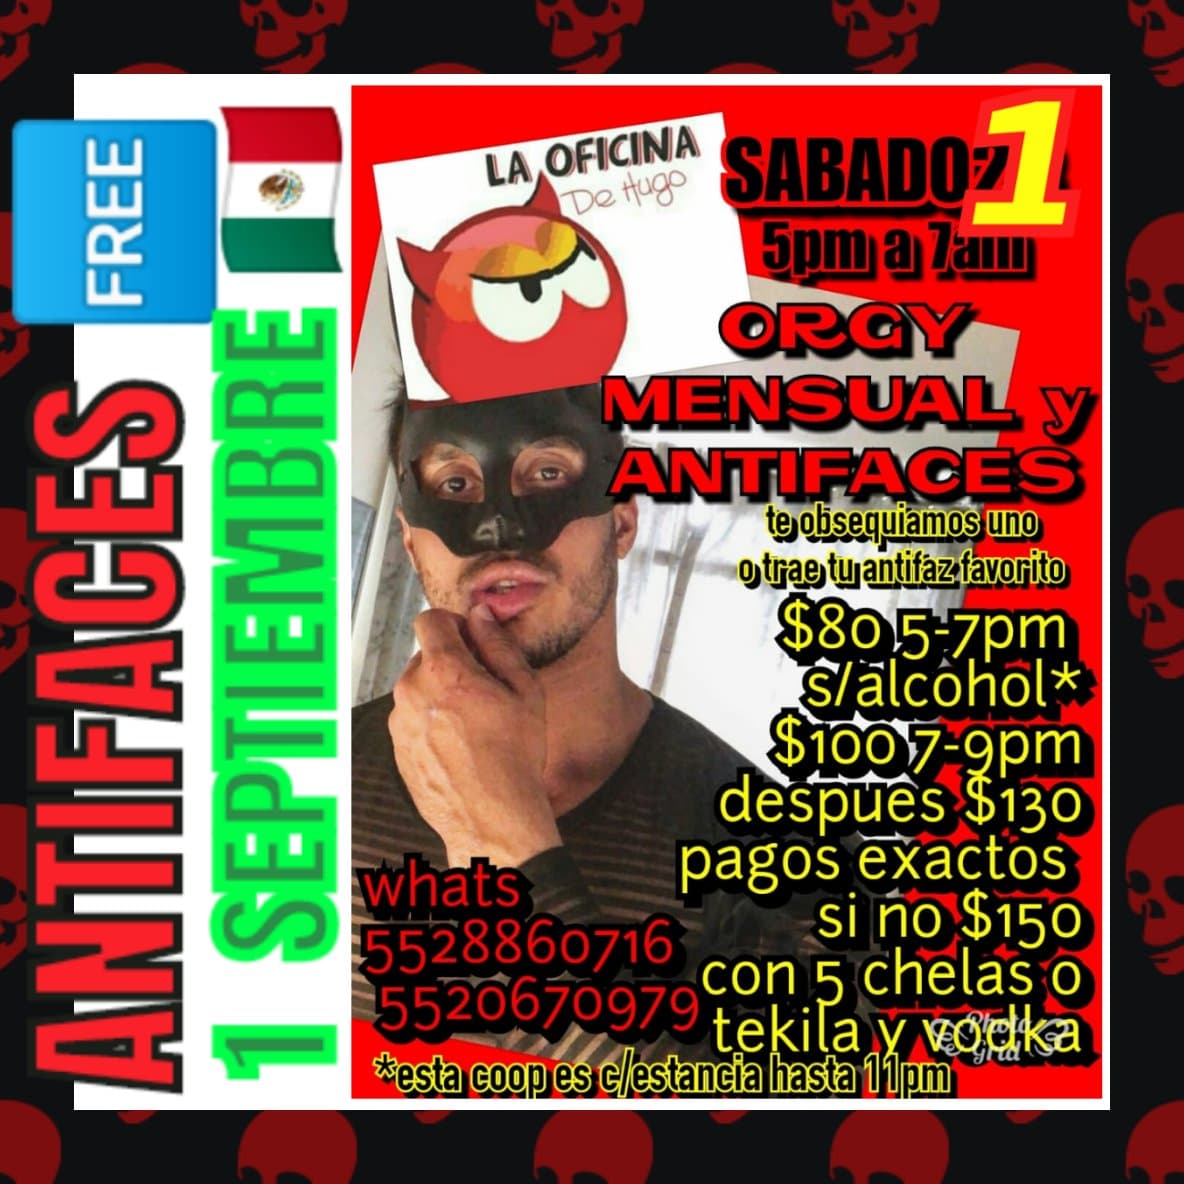 FREE
ANTIFACES
1 SEPTIEMBRE
LA OFICINA
De Hugo
SABADO 1
5pm a 7am
ORGY
MENSUAL y
ANTIFACES
te obsequiamos uno
o trae tu antifaz favorito
$80 5-7pm
s/alcohol*
$100 7-9pm
despues $130
pagos exactos
si no $150
con 5 chelas o
tekila y vodka
whats
5528860716
5520670979
*esta coop es c/estancia hasta 11pm
Photo
Grid